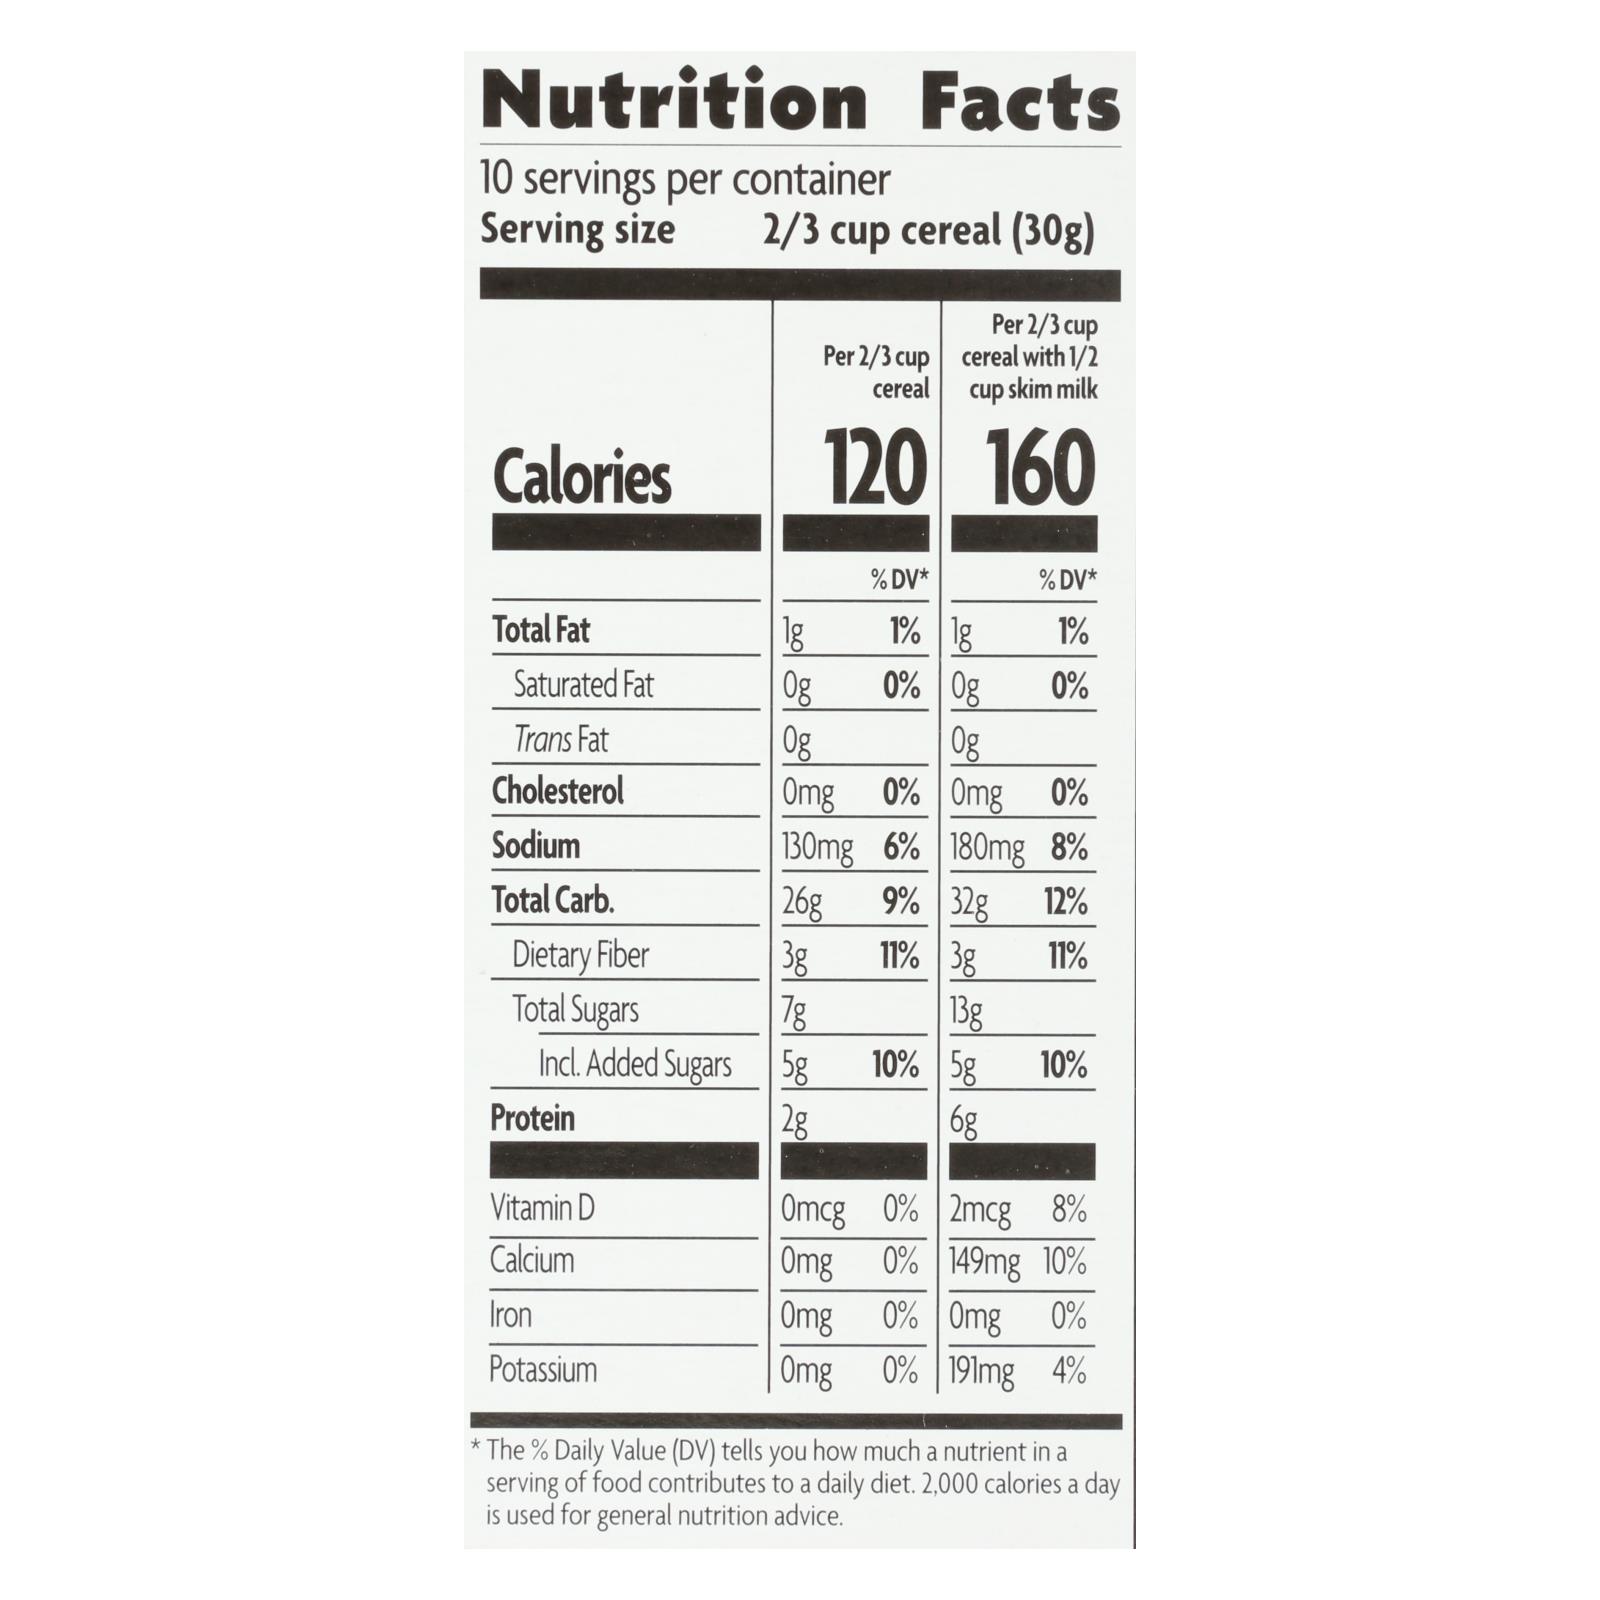 Nutrition Facts
10 servings per container
Serving size 2/3 cup cereal (30g)
Per 2/3 cup
cereal
Per 2/3 cup
cereal with 1/2
cup skim milk
Calories 120 160
% DV* % DV*
Total Fat 1g 1% 1g 1%
Saturated Fat 0g 0% 0g 0%
Trans Fat 0g 0g
Cholesterol 0mg 0% 0mg 0%
Sodium 130mg 6% 180mg 8%
Total Carb. 26g 9% 32g 12%
Dietary Fiber 3g 11% 3g 11%
Total Sugars 7g 13g
Incl. Added Sugars 5g 10% 5g 10%
Protein 2g 6g
Vitamin D 0mcg 0% 2mcg 8%
Calcium 0mg 0% 149mg 10%
Iron 0mg 0% 0mg 0%
Potassium 0mg 0% 191mg 4%
* The % Daily Value (DV) tells you how much a nutrient in a
serving of food contributes to a daily diet. 2,000 calories a day
is used for general nutrition advice.